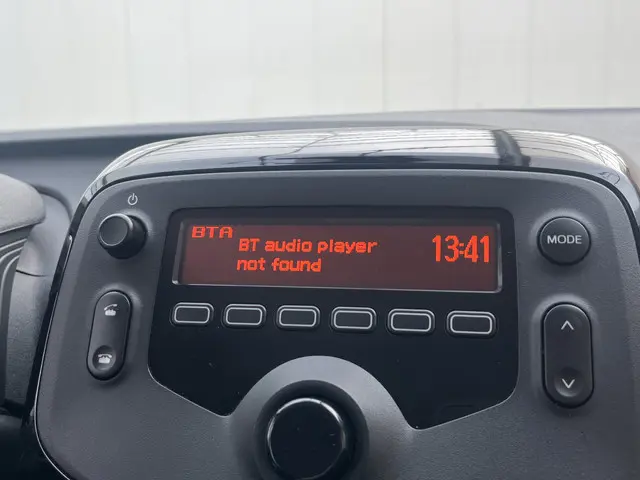 BTA
BT audio player
not found
13:41
MODE